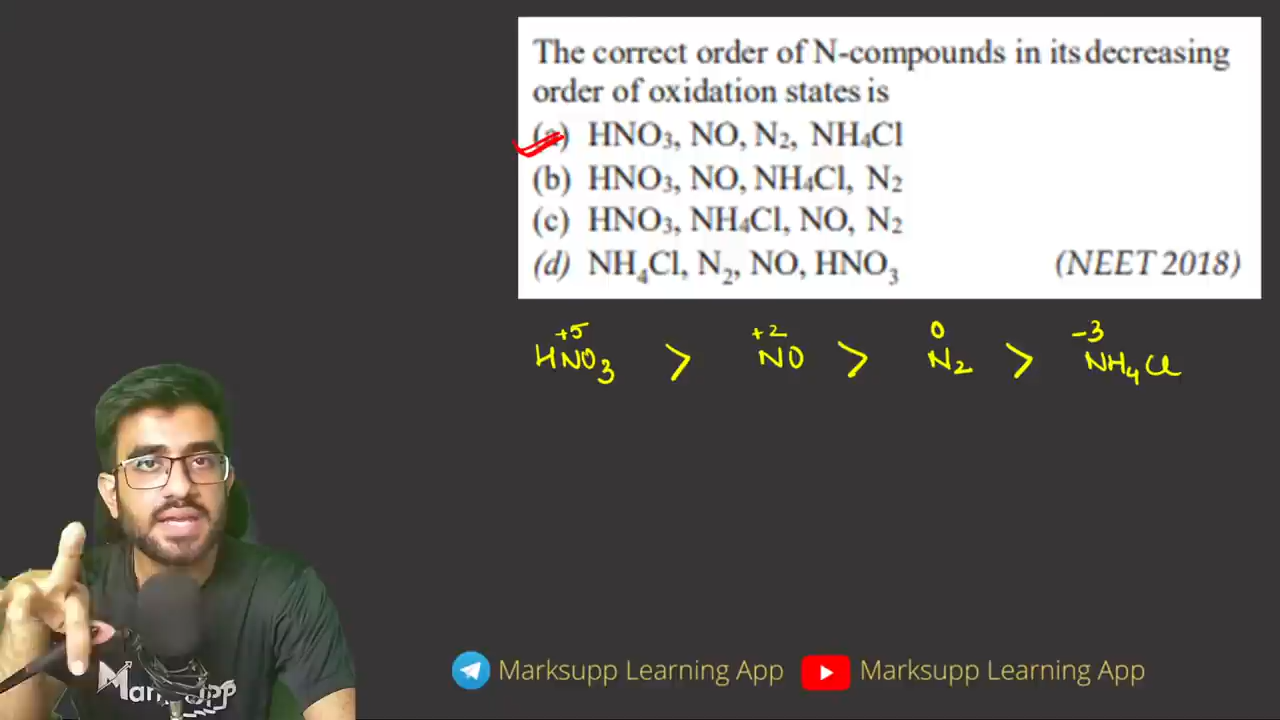 The correct order of N-compounds in its decreasing
order of oxidation states is
(a) HNO₃, NO, N₂, NH₄Cl
(b) HNO₃, NO, NH₄Cl, N₂
(c) HNO₃, NH₄Cl, NO, N₂
(d) NH₄Cl, N₂, NO, HNO₃ (NEET 2018)
+5 +2 0 -3
HNO₃ > NO > N₂ > NH₄Cl
Marksupp
Marksupp Learning App Marksupp Learning App